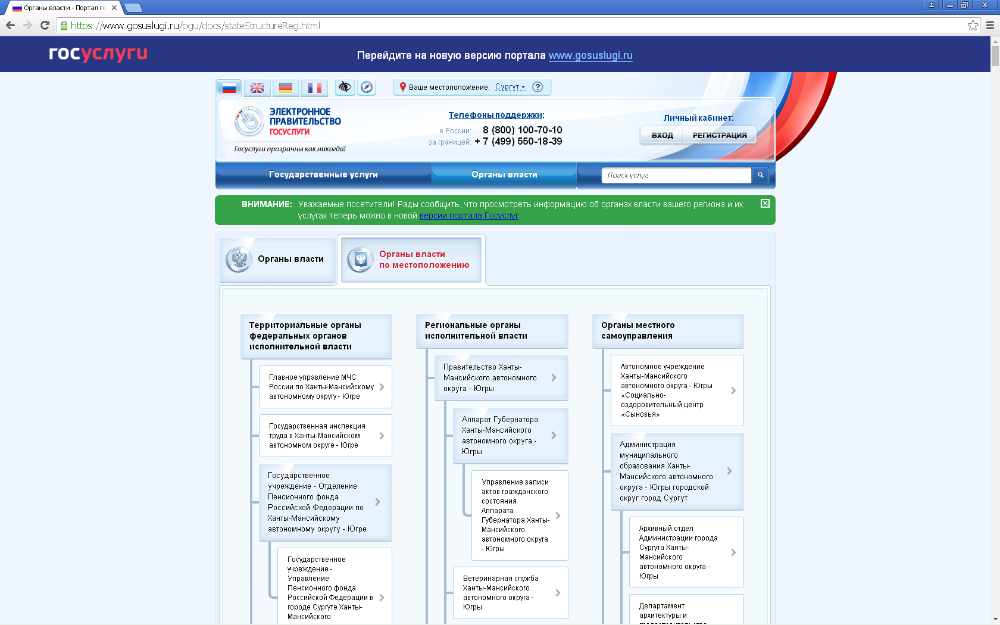 Органы власти - Портал го
https://www.gosuslugi.ru/pgu/docs/stateStructureReg.html
госуслуги
Перейдите на новую версию портала www.gosuslugi.ru
Ваше местоположение: Сургут
?
ЭЛЕКТРОННОЕ
ПРАВИТЕЛЬСТВО
ГОСУСЛУГИ
Госуслуги прозрачны как никогда!
Телефоны поддержки:
в России: 8 (800) 100-70-10
за границей: + 7 (499) 550-18-39
Личный кабинет:
ВХОД РЕГИСТРАЦИЯ
Государственные услуги
Органы власти
Поиск услуг
ВНИМАНИЕ: Уважаемые посетители! Рады сообщить, что просмотреть информацию об органах власти вашего региона и их
услугах теперь можно в новой версии портала Госуслуг
Органы власти
Органы власти
по местоположению
Территориальные органы
федеральных органов
исполнительной власти
Главное управление МЧС
России по Ханты-Мансийскому
автономному округу - Югре
Государственная инспекция
труда в Ханты-Мансийском
автономном округе - Югре
Государственное
учреждение - Отделение
Пенсионного фонда
Российской Федерации по
Ханты-Мансийскому
автономному округу - Югре
Государственное
учреждение -
Управление
Пенсионного фонда
Российской Федерации в
городе Сургуте Ханты-
Мансийского
Региональные органы
исполнительной власти
Правительство Ханты-
Мансийского автономного
округа - Югры
Аппарат Губернатора
Ханты-Мансийского
автономного округа -
Югры
Управление записи
актов гражданского
состояния
Аппарата
Губернатора Ханты-
Мансийского
автономного округа
- Югры
Ветеринарная служба
Ханты-Мансийского
автономного округа -
Югры
Органы местного
самоуправления
Автономное учреждение
Ханты-Мансийского
автономного округа - Югры
«Социально-
оздоровительный центр
«Сыновья»
Администрация
муниципального
образования Ханты-
Мансийского автономного
округа - Югры городской
округ город Сургут
Архивный отдел
Администрации города
Сургута Ханты-
Мансийского
автономного округа -
Югры
Департамент
архитектуры и